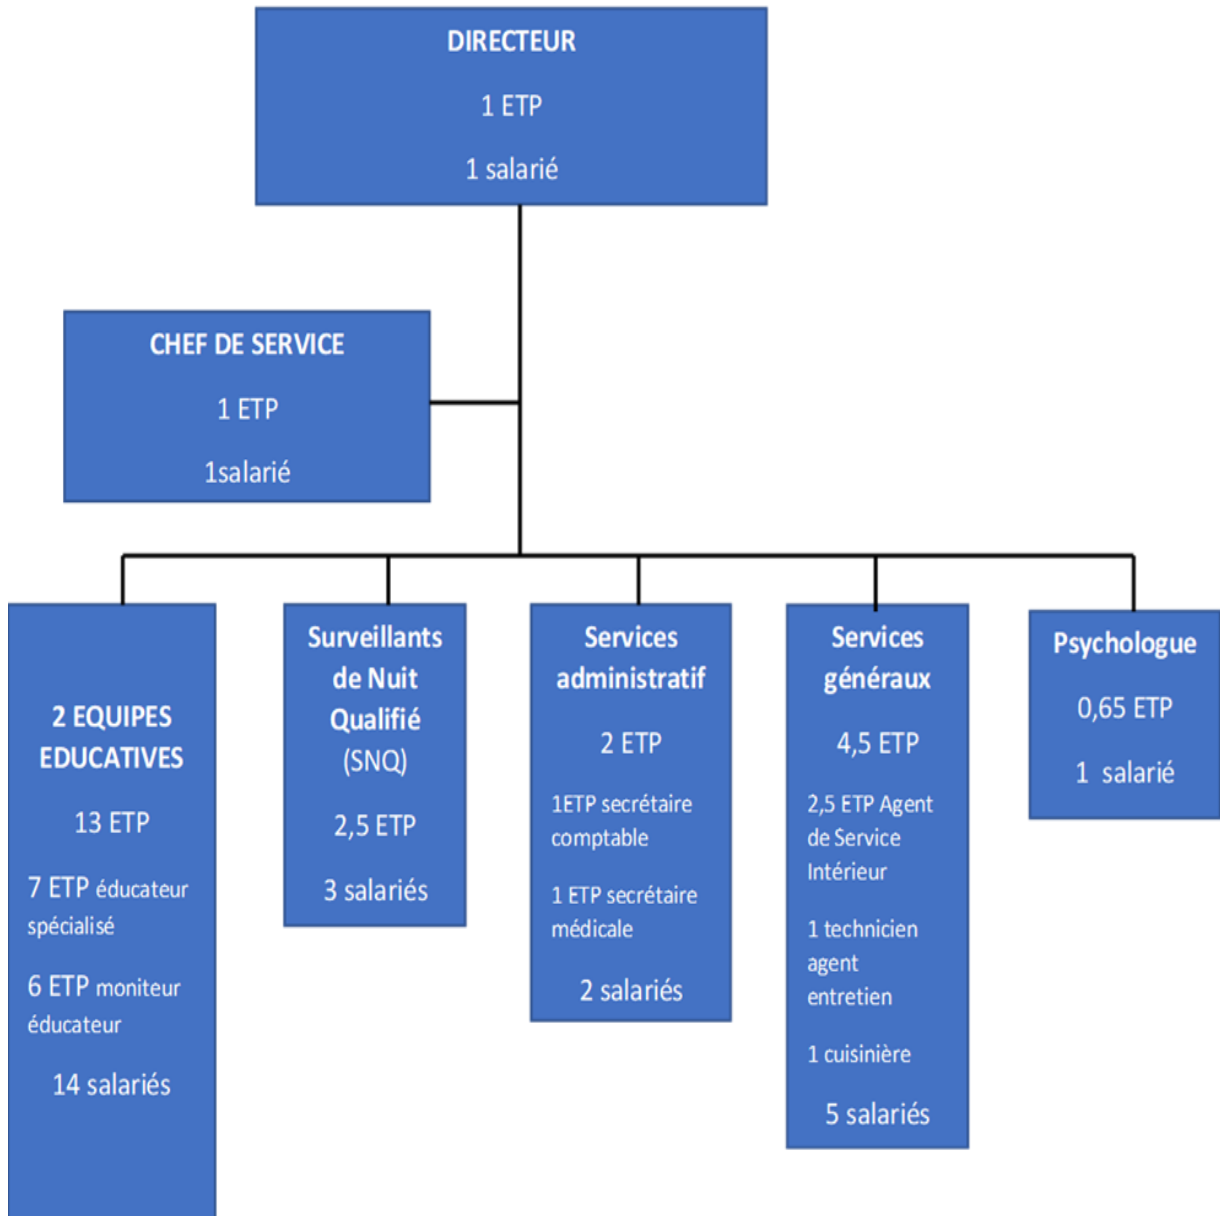 DIRECTEUR
1 ETP
1 salarié
CHEF DE SERVICE
1 ETP
1salarié
2 EQUIPES
EDUCATIVES
13 ETP
7 ETP éducateur
spécialisé
6 ETP moniteur
éducateur
14 salariés
Surveillants
de Nuit
Qualifié
(SNQ)
2,5 ETP
3 salariés
Services
administratif
2 ETP
1ETP secrétaire
comptable
1 ETP secrétaire
médicale
2 salariés
Services
généraux
4,5 ETP
2,5 ETP Agent
de Service
Intérieur
1 technicien
agent
entretien
1 cuisinière
5 salariés
Psychologue
0,65 ETP
1 salarié